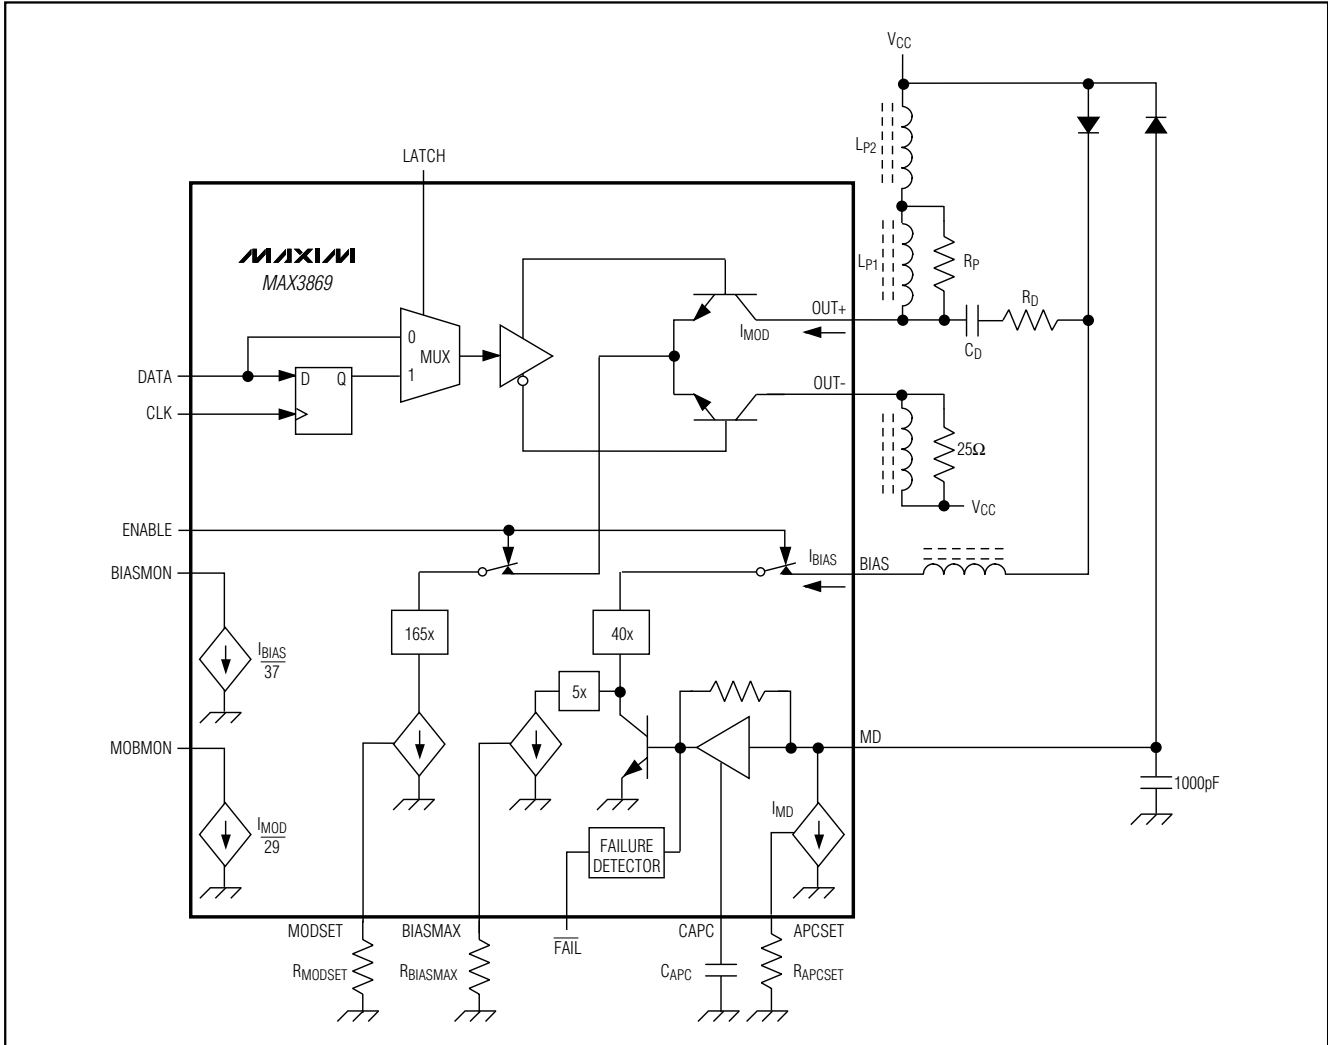 VCC
LP2
LATCH
MAXIM
MAX3869
LP1
RP
RD
OUT+
IMOD
CD
0
MUX
1
DATA
D Q
CLK
OUT-
25Ω
VCC
ENABLE
IBIAS
BIAS
BIASMON
165x
40x
IBIAS
37
5x
MD
MOBMON
1000pF
IMD
IMOD
29
FAILURE
DETECTOR
MODSET
BIASMAX
FAIL
CAPC
APCSET
RMODSET
RBIASMAX
CAPC
RAPCSET